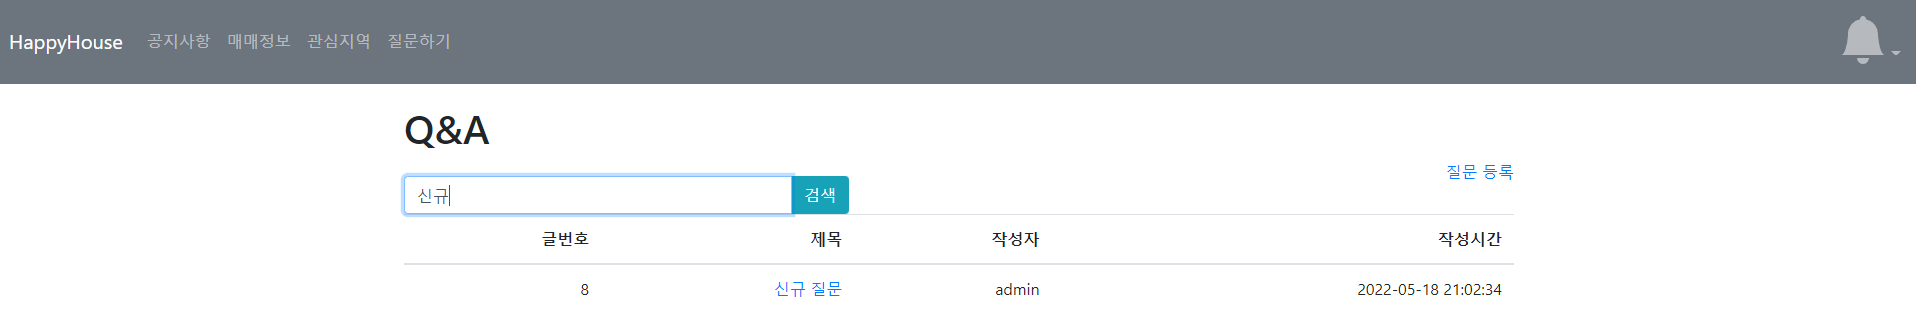 HappyHouse 공지사항 매매정보 관심지역 질문하기
Q&A
질문 등록
신규 검색
글번호 제목 작성자 작성시간
8 신규 질문 admin 2022-05-18 21:02:34